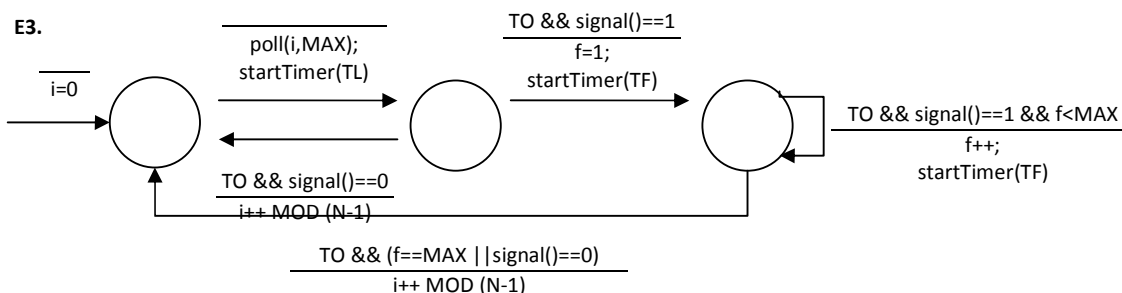 E3.
i=0
poll(i,MAX);
startTimer(TL)
TO && signal()==1
f=1;
startTimer(TF)
TO && signal()==1 && f<MAX
f++;
startTimer(TF)
TO && signal()==0
i++ MOD (N-1)
TO && (f==MAX ||signal()==0)
i++ MOD (N-1)